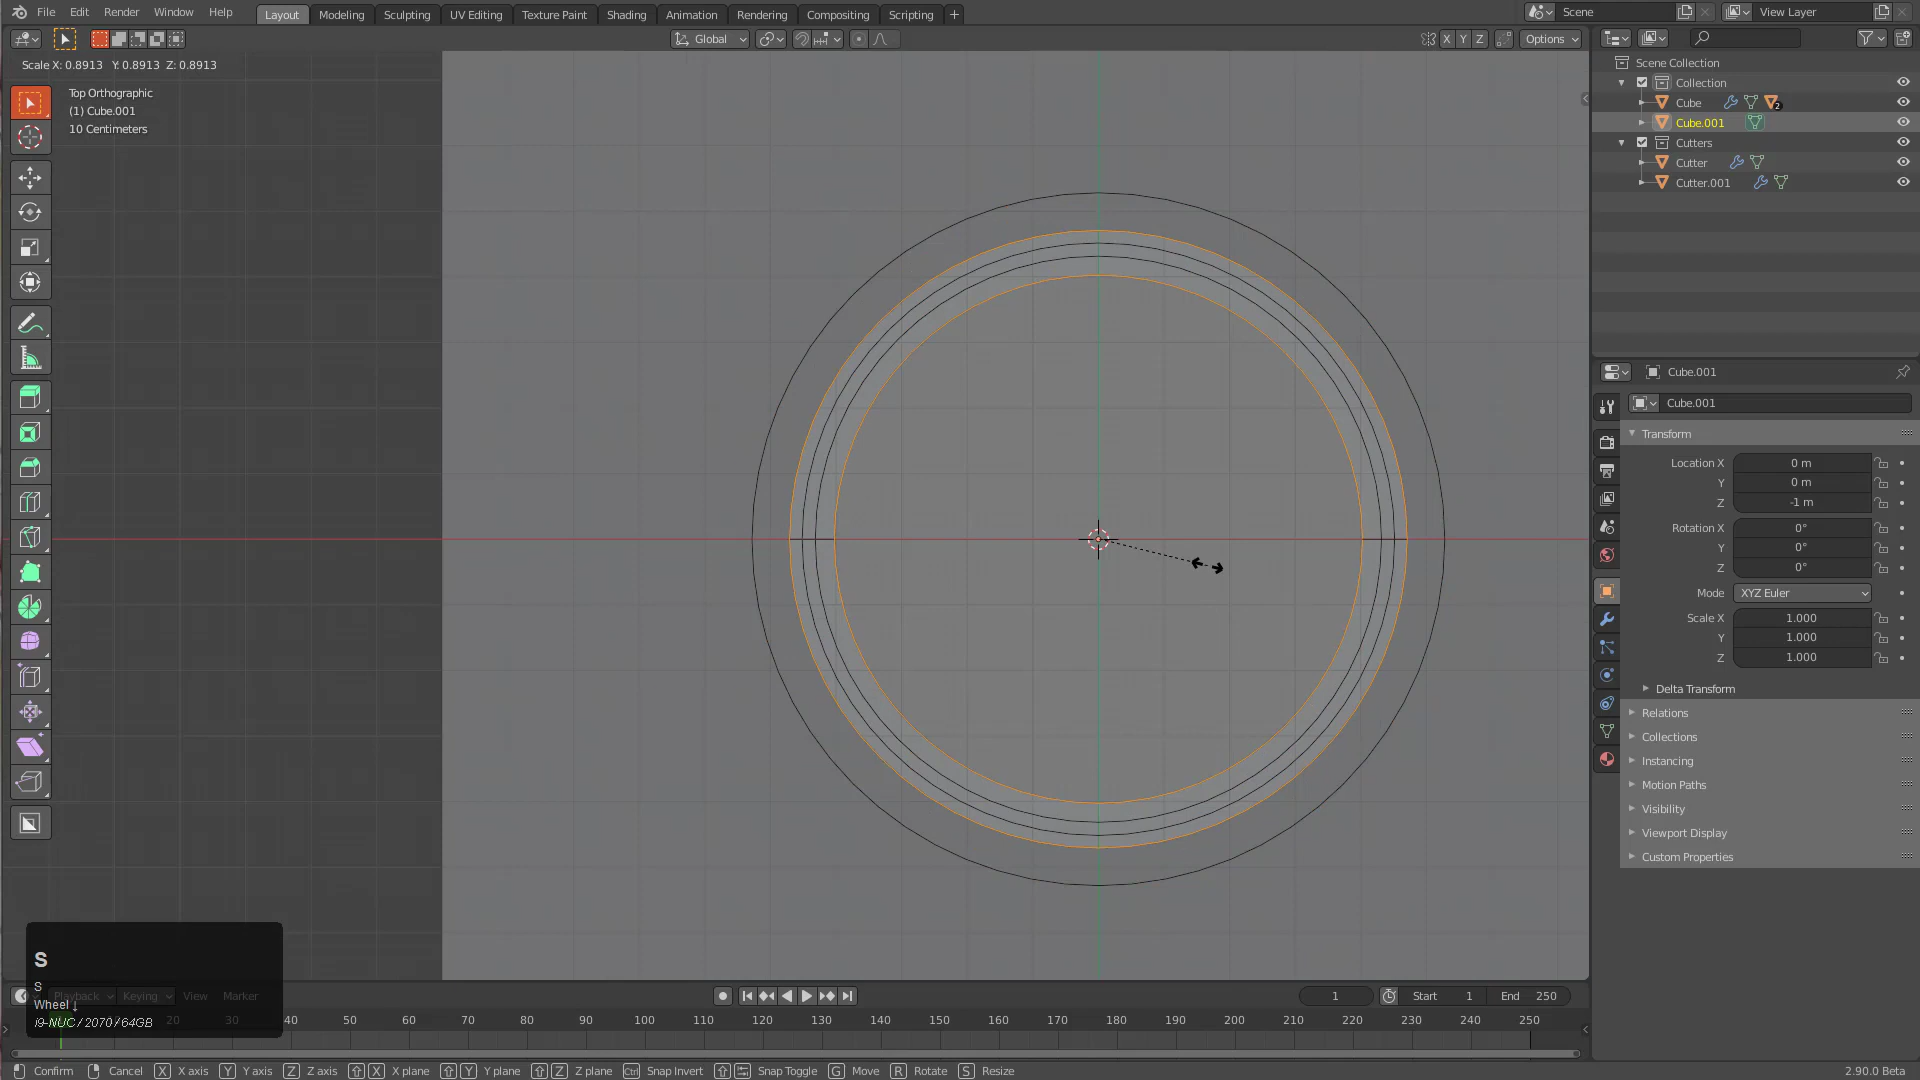 File Edit Render Window Help Layout Modeling Sculpting UV Editing Texture Paint Shading Animation Rendering Compositing Scripting + Scene View Layer
Global X Y Z Options
Scale X: 0.8913 Y: 0.8913 Z: 0.8913
Top Orthographic
(1) Cube.001
10 Centimeters
Scene Collection
Collection
Cube 2
Cube.001
Cutters
Cutter
Cutter.001
Cube.001
Cube.001
Transform
Location X 0 m
Y 0 m
Z -1 m
Rotation X 0°
Y 0°
Z 0°
Mode XYZ Euler
Scale X 1.000
Y 1.000
Z 1.000
Delta Transform
Relations
Collections
Instancing
Motion Paths
Visibility
Viewport Display
Custom Properties
S
S
Wheel ↓
i9-NUC / 2070 / 64GB
Playback Keying View Marker 1 Start 1 End 250
20 30 40 50 60 70 80 90 100 110 120 130 140 150 160 170 180 190 200 210 220 230 240 250
Confirm Cancel X X axis Y Y axis Z Z axis X X plane Y Y plane Z Z plane Ctrl Snap Invert Snap Toggle G Move R Rotate S Resize 2.90.0 Beta